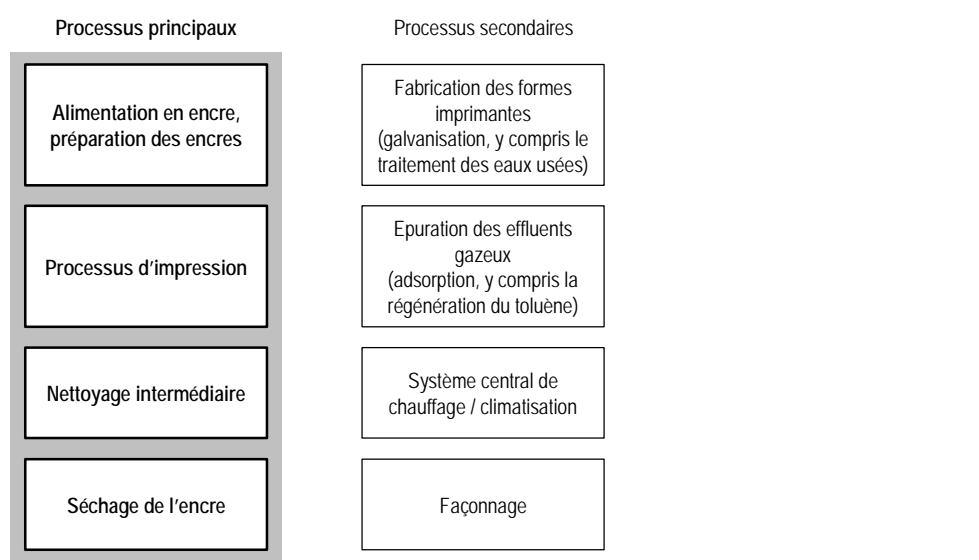 Processus principaux
Processus secondaires
Alimentation en encre,
préparation des encres
Fabrication des formes
imprimantes
(galvanisation, y compris le
traitement des eaux usées)
Processus d'impression
Epuration des effluents
gazeux
(adsorption, y compris la
régénération du toluène)
Nettoyage intermédiaire
Système central de
chauffage / climatisation
Séchage de l'encre
Façonnage